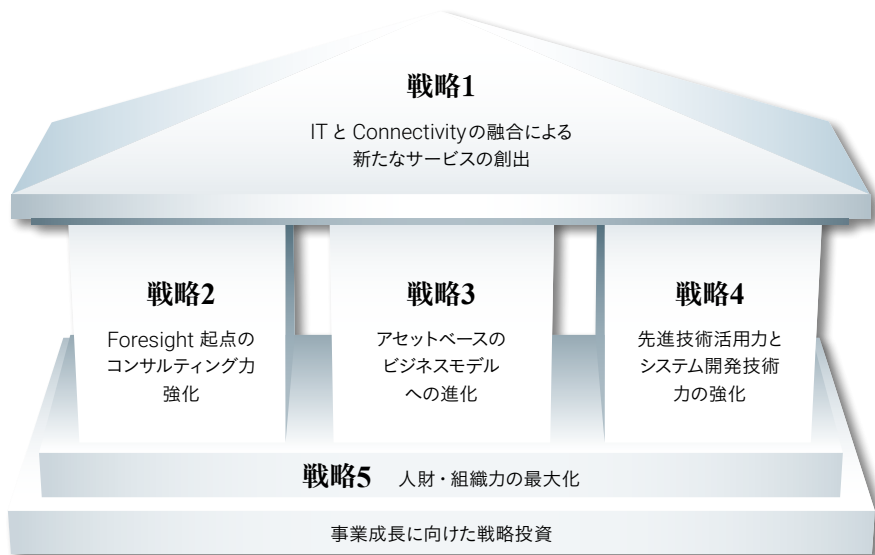 戦略1
IT と Connectivityの融合による
新たなサービスの創出
戦略2
Foresight 起点の
コンサルティング力
強化
戦略3
アセットベースの
ビジネスモデル
への進化
戦略4
先進技術活用力と
システム開発技術
力の強化
戦略5 人財・組織力の最大化
事業成長に向けた戦略投資